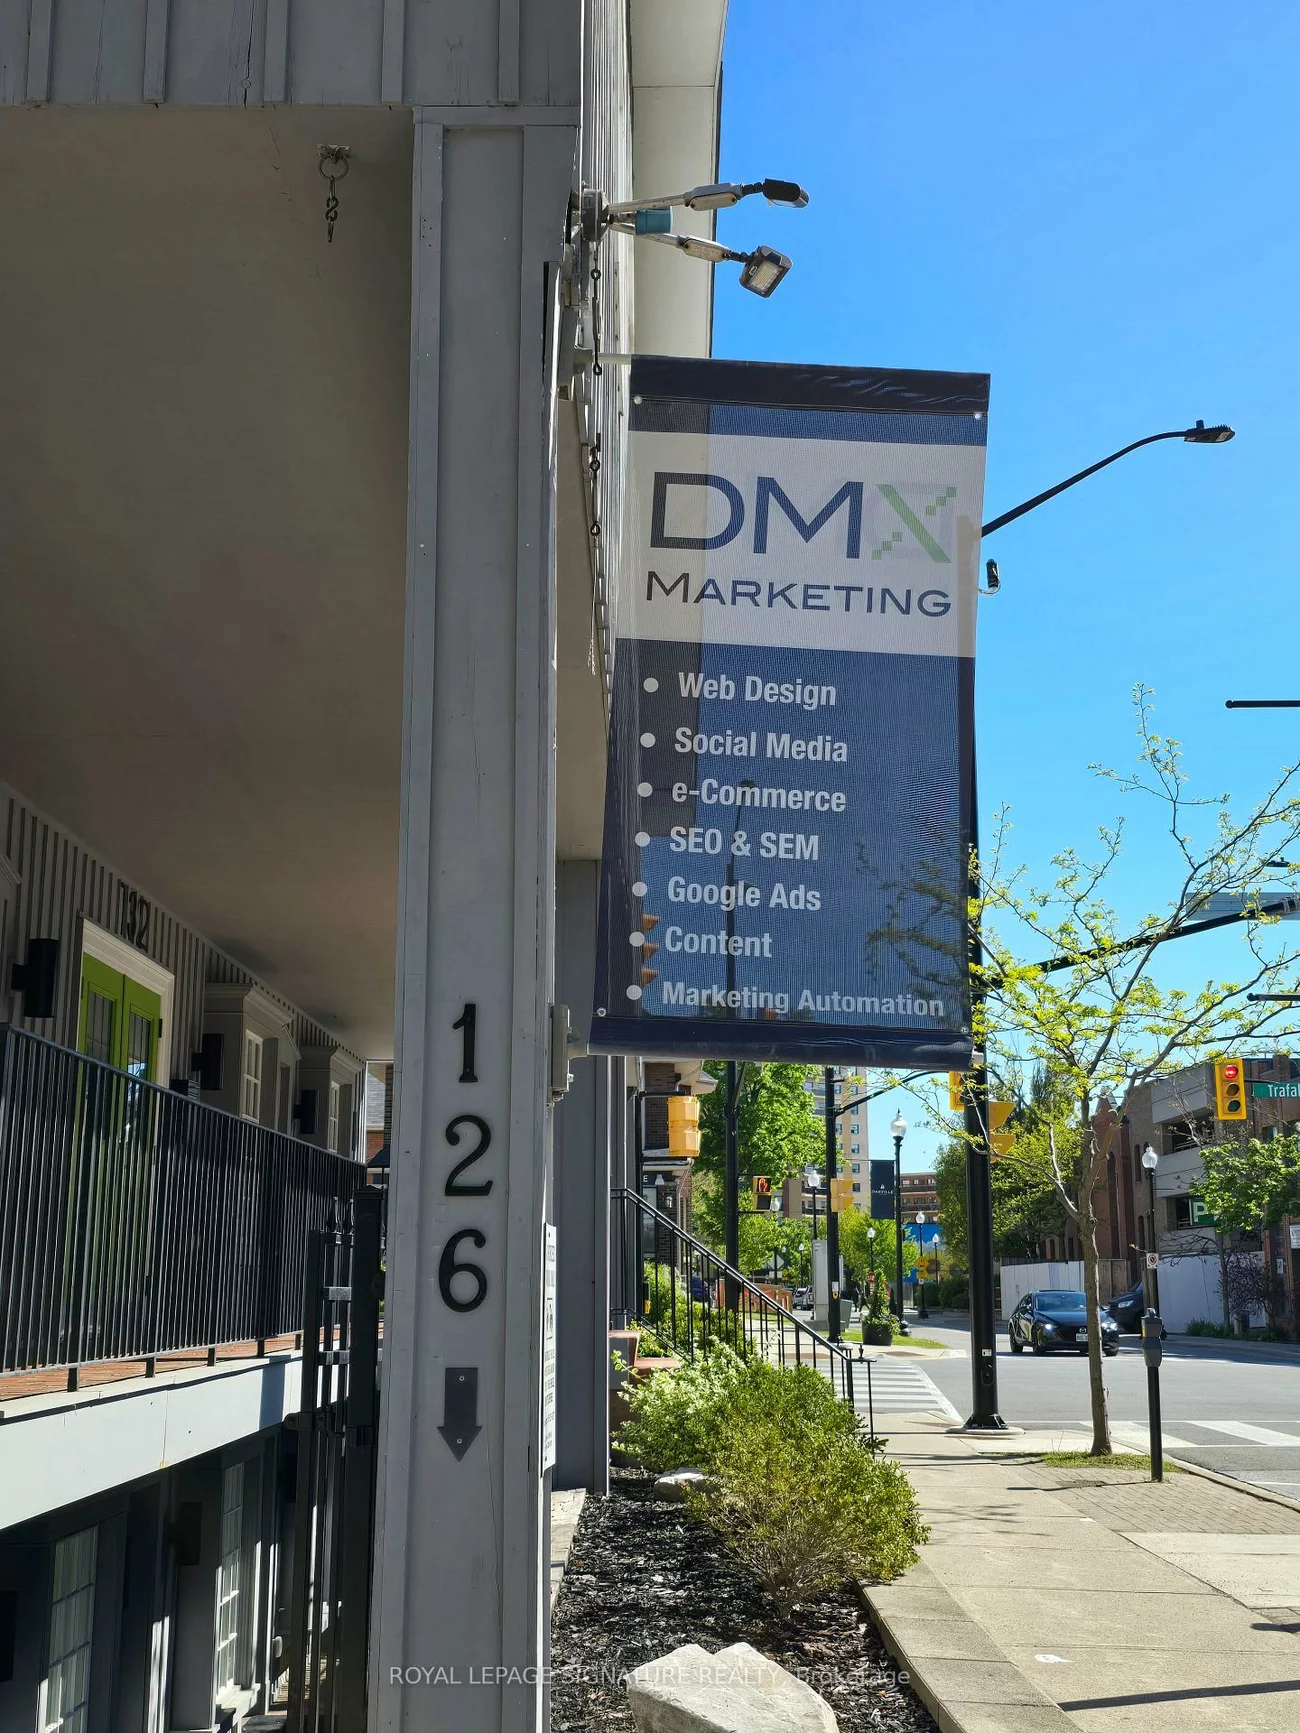 DMX
MARKETING
Web Design
Social Media
e-Commerce
SEO & SEM
Google Ads
Content
Marketing Automation
132
1
2
6
P
ROYAL LEPAGE SIGNATURE REALTY, Brokerage